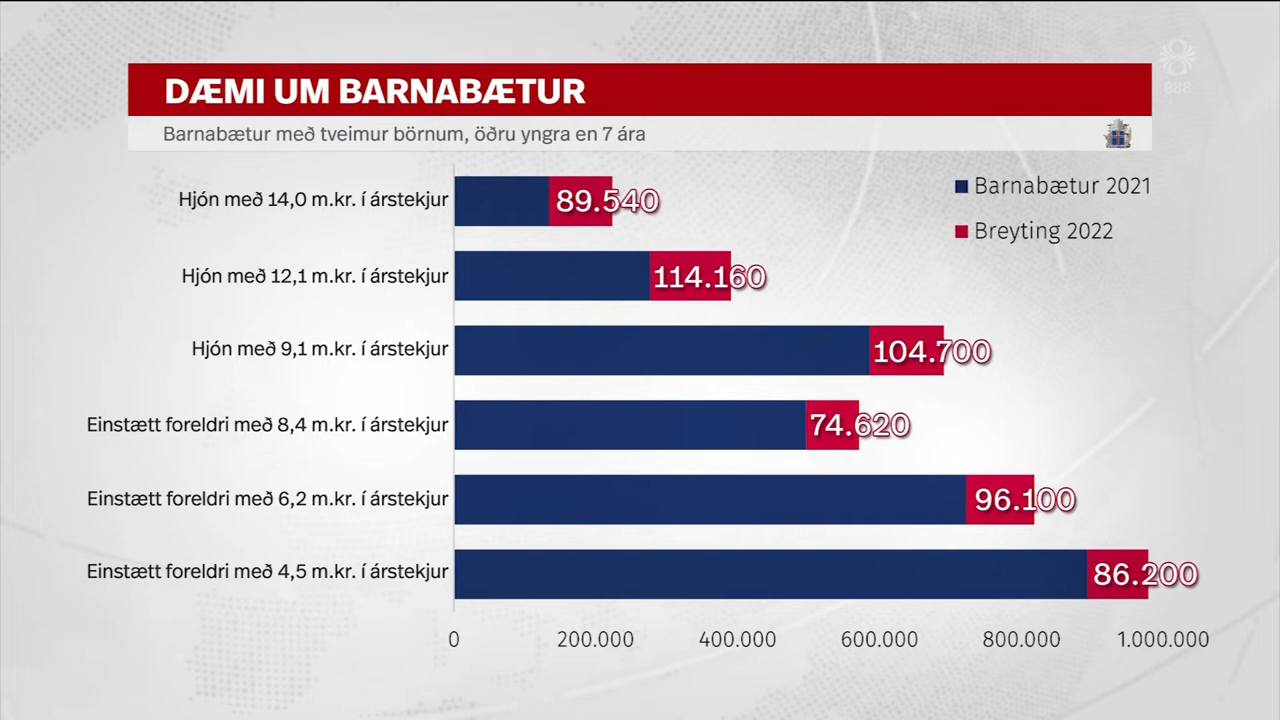 888
DÆMI UM BARNABÆTUR
Barnabætur með tveimur börnum, öðru yngra en 7 ára
Barnabætur 2021
Breyting 2022
Hjón með 14,0 m.kr. í árstekjur
89.540
Hjón með 12,1 m.kr. í árstekjur
114.160
Hjón með 9,1 m.kr. í árstekjur
104.700
Einstætt foreldri með 8,4 m.kr. í árstekjur
74.620
Einstætt foreldri með 6,2 m.kr. í árstekjur
96.100
Einstætt foreldri með 4,5 m.kr. í árstekjur
86.200
0 200.000 400.000 600.000 800.000 1.000.000